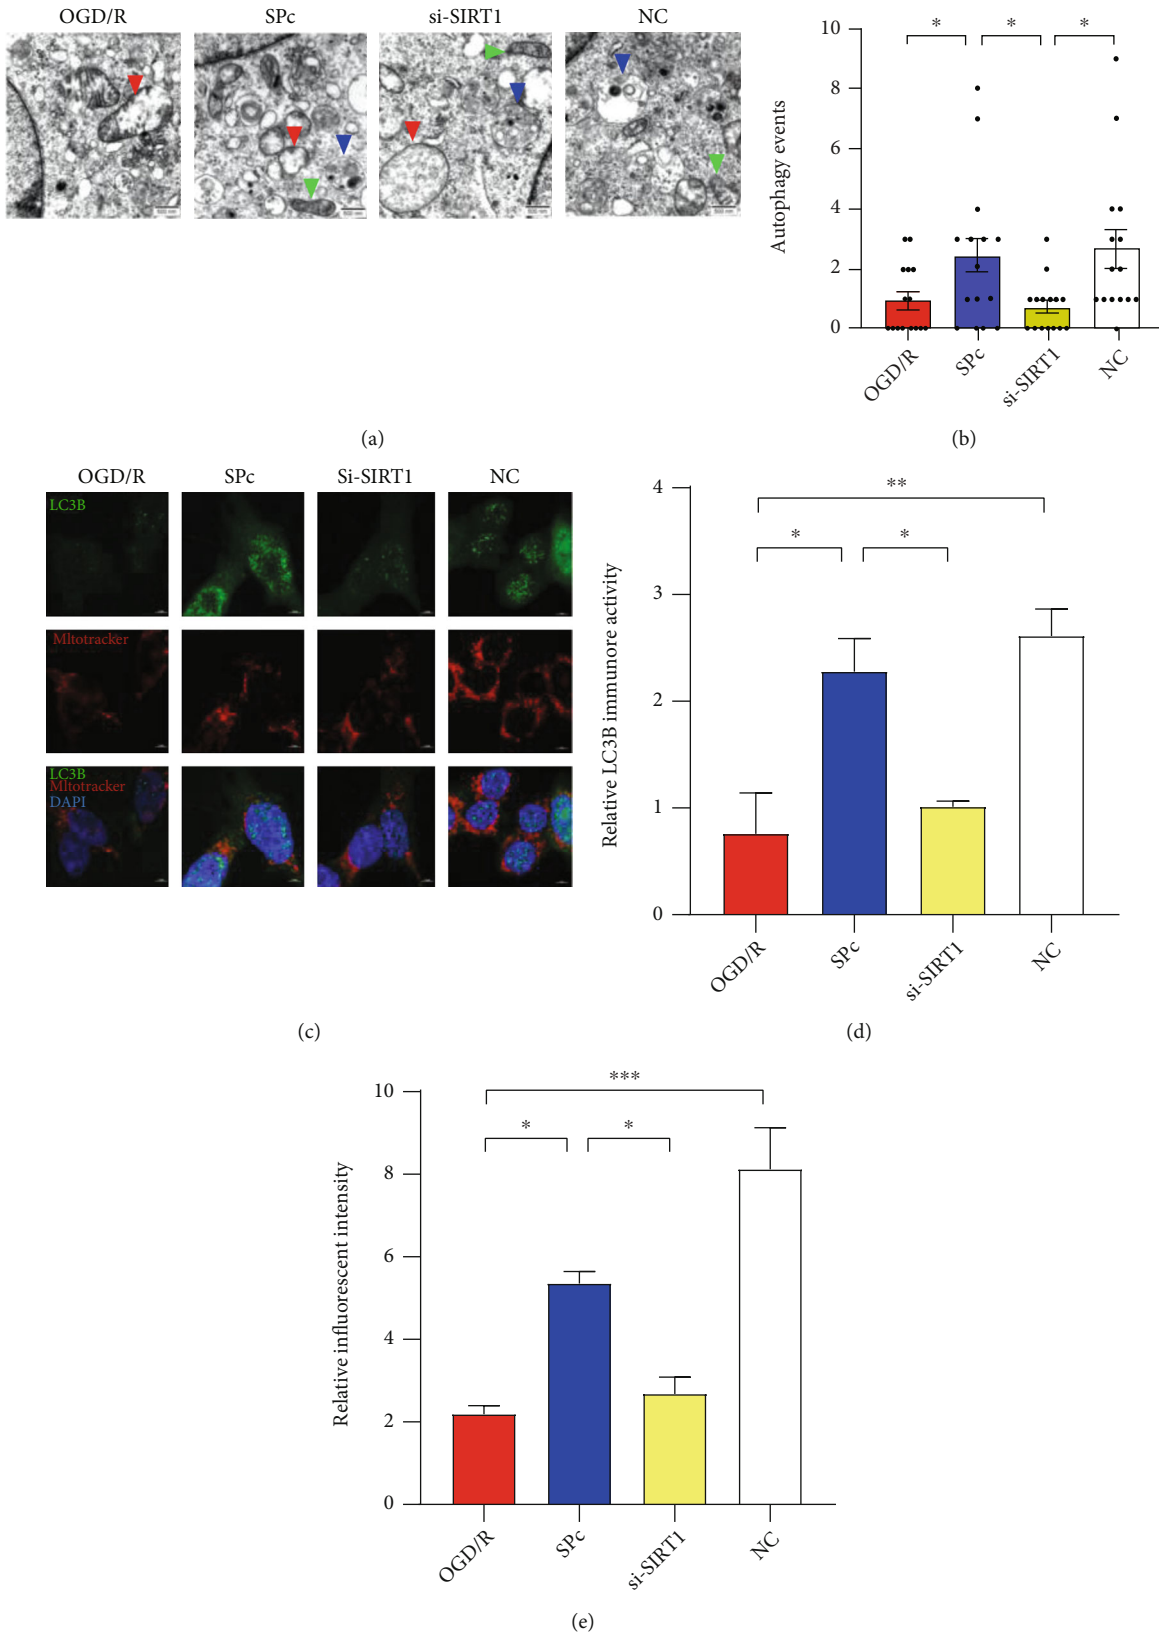 OGD/R SPc si-SIRT1 NC
(a)
* * *
Autophagy events
10
8
6
4
2
0
OGD/R SPc si-SIRT1 NC
(b)
OGD/R SPc Si-SIRT1 NC
LC3B
MItotracker
LC3B
MItotracker
DAPI
(c)
**
* *
Relative LC3B immunore activity
4
3
2
1
0
OGD/R SPc si-SIRT1 NC
(d)
***
* *
Relative influorescent intensity
10
8
6
4
2
0
OGD/R SPc si-SIRT1 NC
(e)